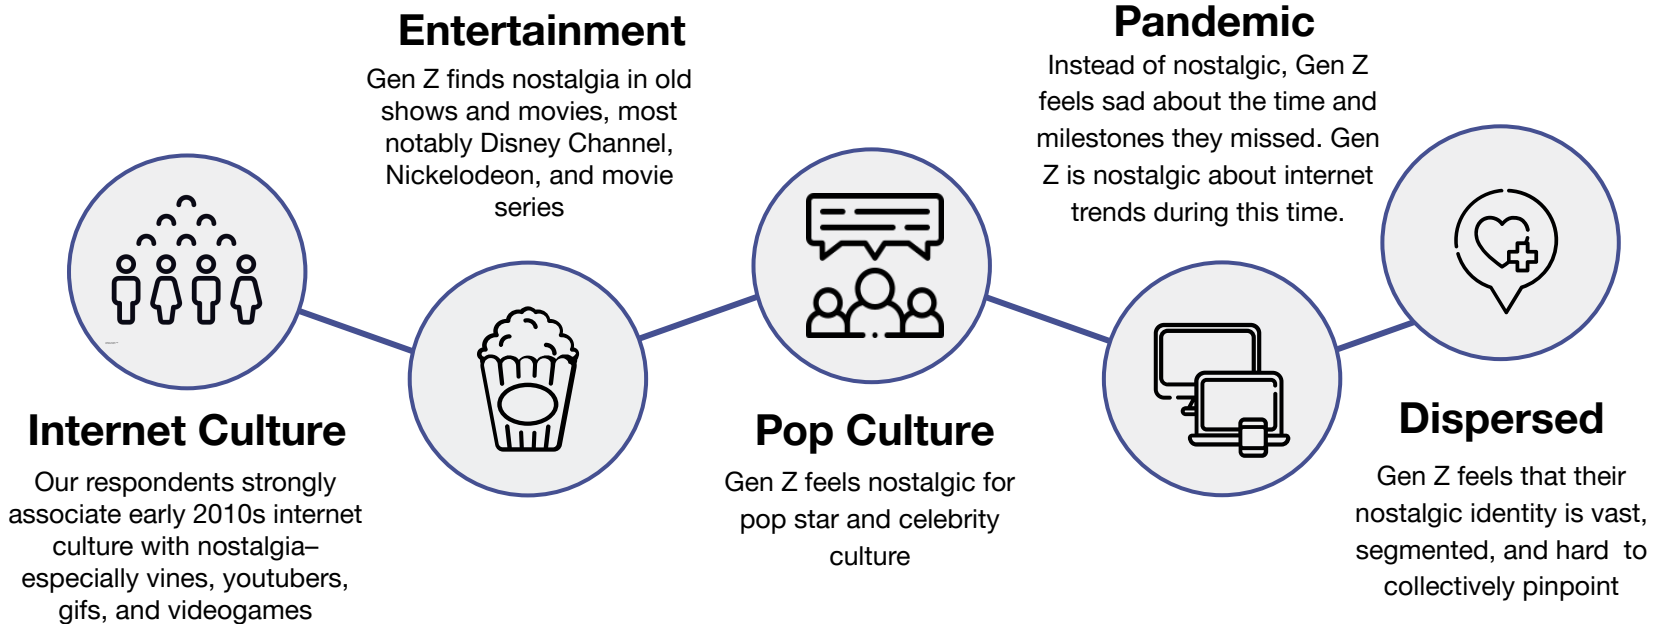 Internet Culture
Our respondents strongly
associate early 2010s internet
culture with nostalgia–
especially vines, youtubers,
gifs, and videogames
Entertainment
Gen Z finds nostalgia in old
shows and movies, most
notably Disney Channel,
Nickelodeon, and movie
series
Pop Culture
Gen Z feels nostalgic for
pop star and celebrity
culture
Pandemic
Instead of nostalgic, Gen Z
feels sad about the time and
milestones they missed. Gen
Z is nostalgic about internet
trends during this time.
Dispersed
Gen Z feels that their
nostalgic identity is vast,
segmented, and hard  to
collectively pinpoint